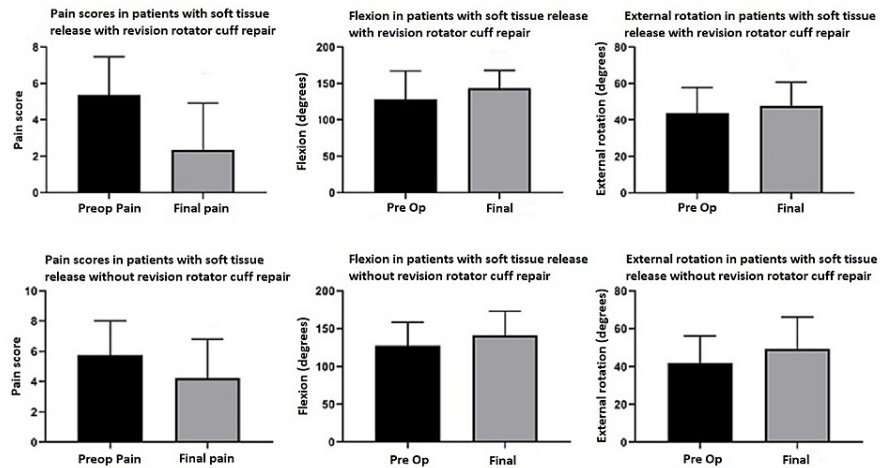 Pain scores in patients with soft tissue
release with revision rotator cuff repair
8
6
4
2
0
Pain score
Preop Pain
Final pain
Flexion in patients with soft tissue release
with revision rotator cuff repair
200
150
100
50
0
Flexion (degrees)
Pre Op
Final
External rotation in patients with soft tissue
release with revision rotator cuff repair
80
60
40
20
0
External rotation (degrees)
Pre Op
Final
Pain scores in patients with soft tissue
release without revision rotator cuff repair
10
8
6
4
2
0
Pain score
Preop Pain
Final pain
Flexion in patients with soft tissue release
without revision rotator cuff repair
200
150
100
50
0
Flexion (degrees)
Pre Op
Final
External rotation in patients with soft tissue
release without revision rotator cuff repair
80
60
40
20
0
External rotation (degrees)
Pre Op
Final